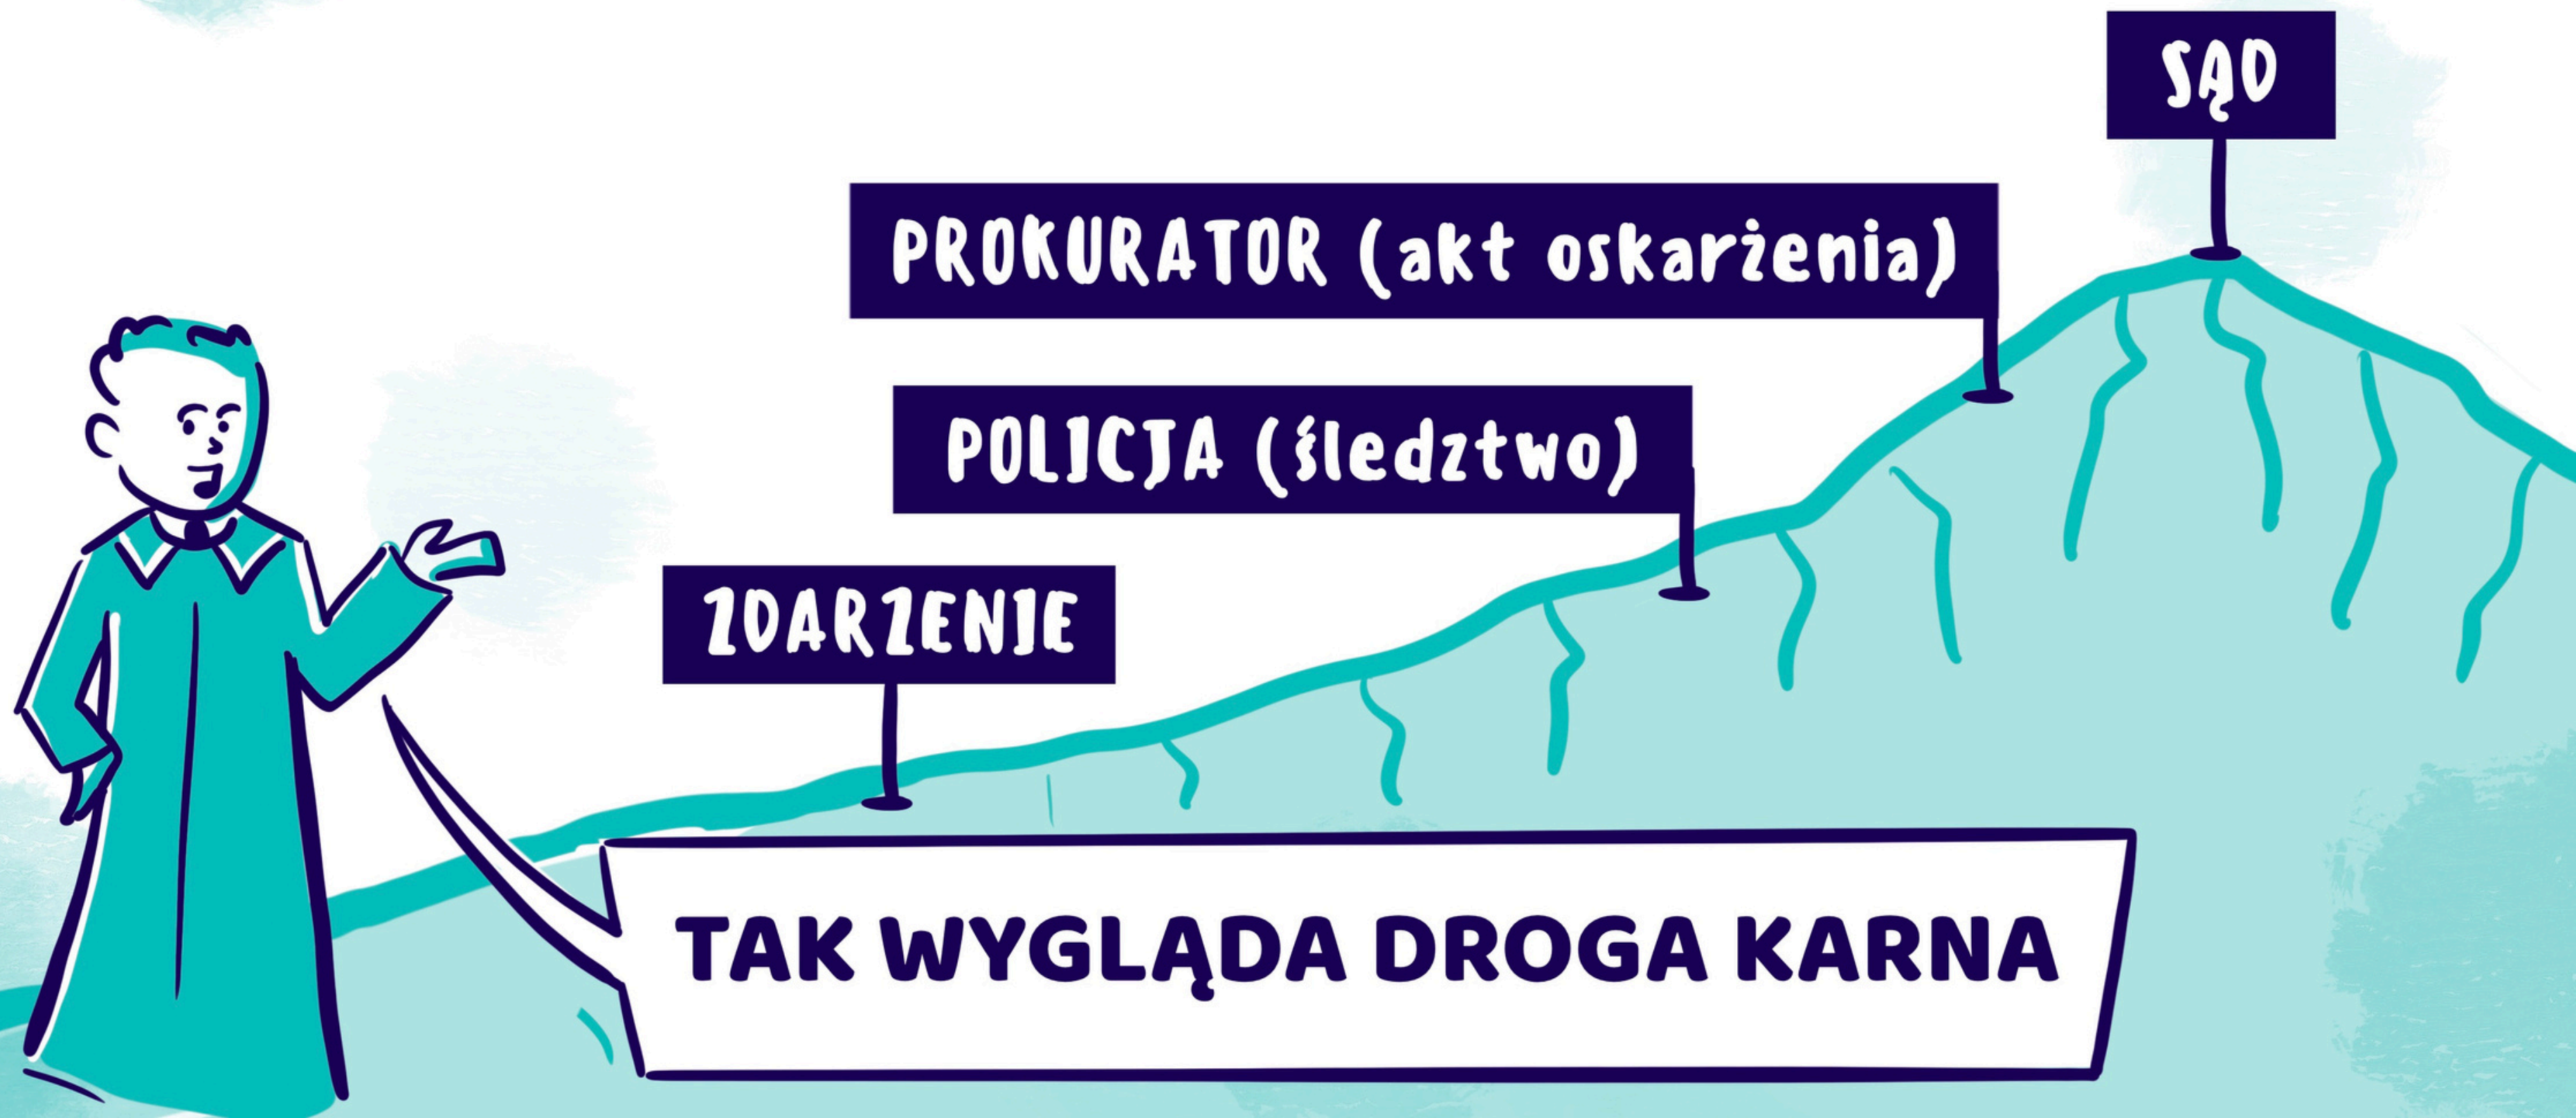 SĄD
PROKURATOR (akt oskarżenia)
POLICJA (śledztwo)
ZDARZENIE
TAK WYGLĄDA DROGA KARNA